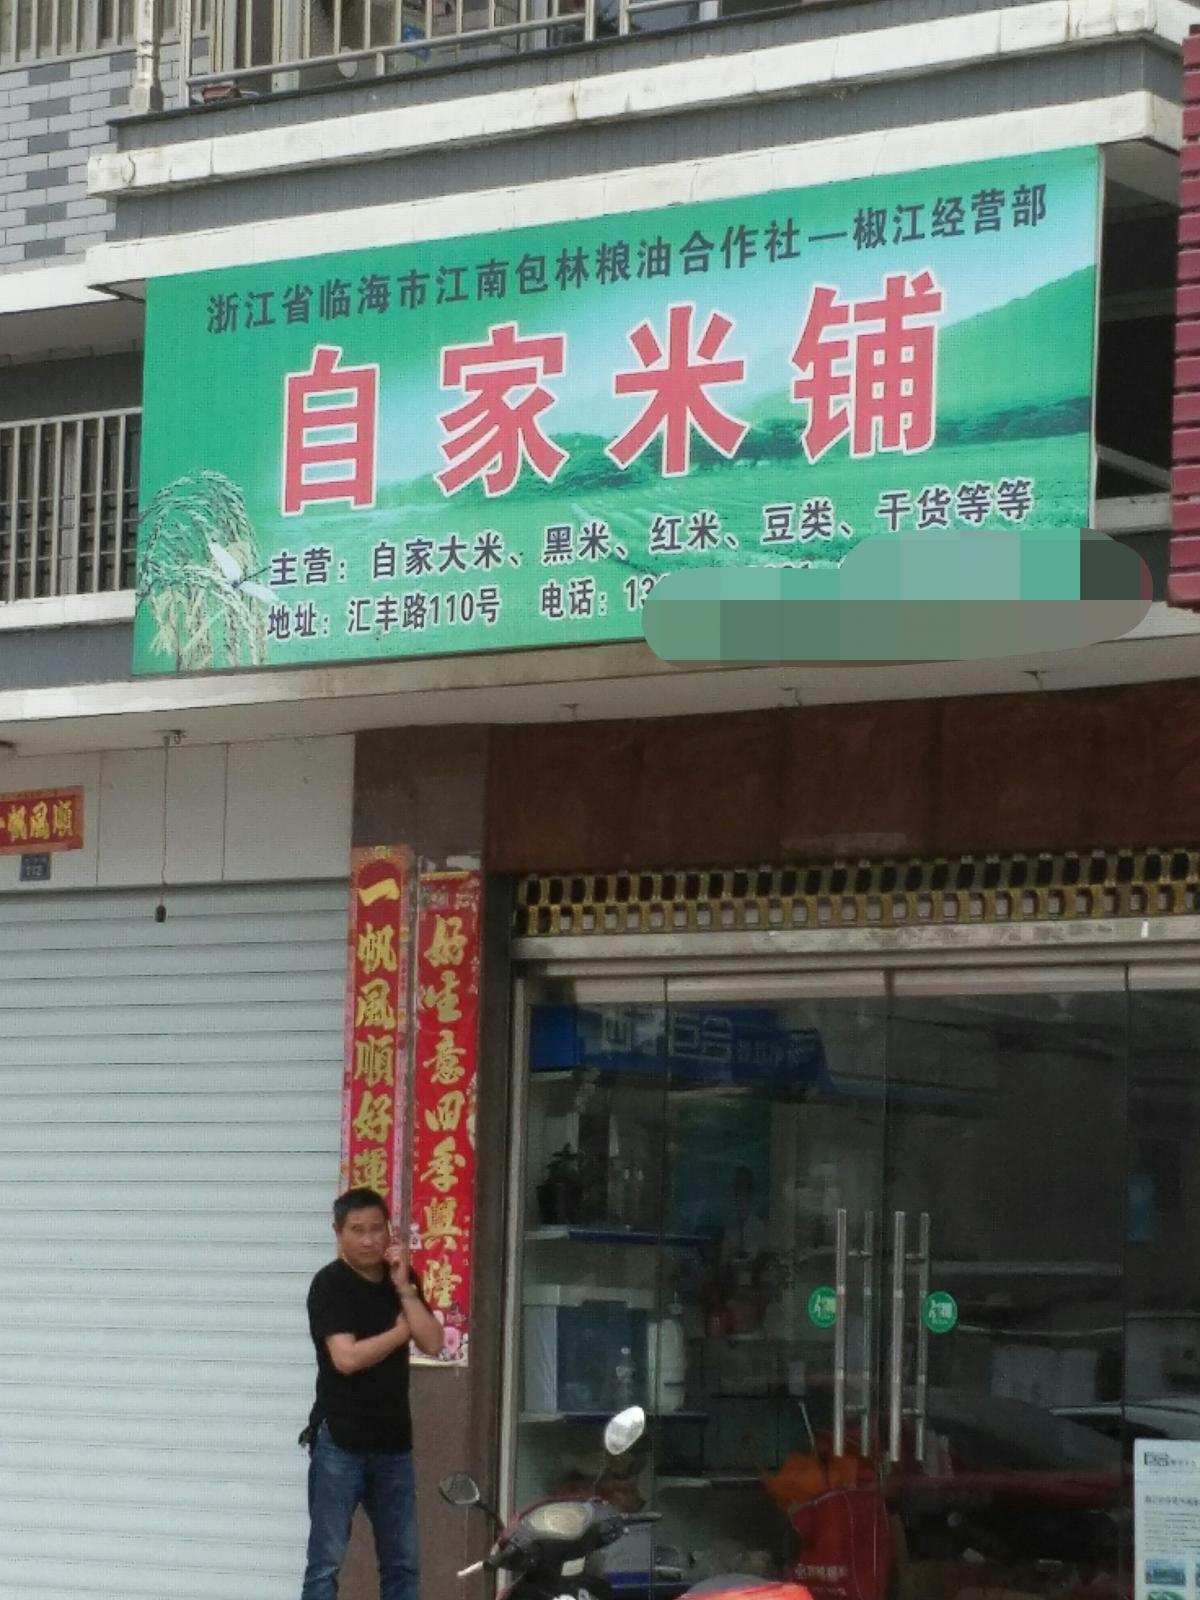 浙江省临海市江南包林粮油合作社—椒江经营部
自家米铺
主营：自家大米、黑米、红米、豆类、干货等等
地址：汇丰路110号 电话：13
帆風順
112
一帆風順好運
好生意四季興隆